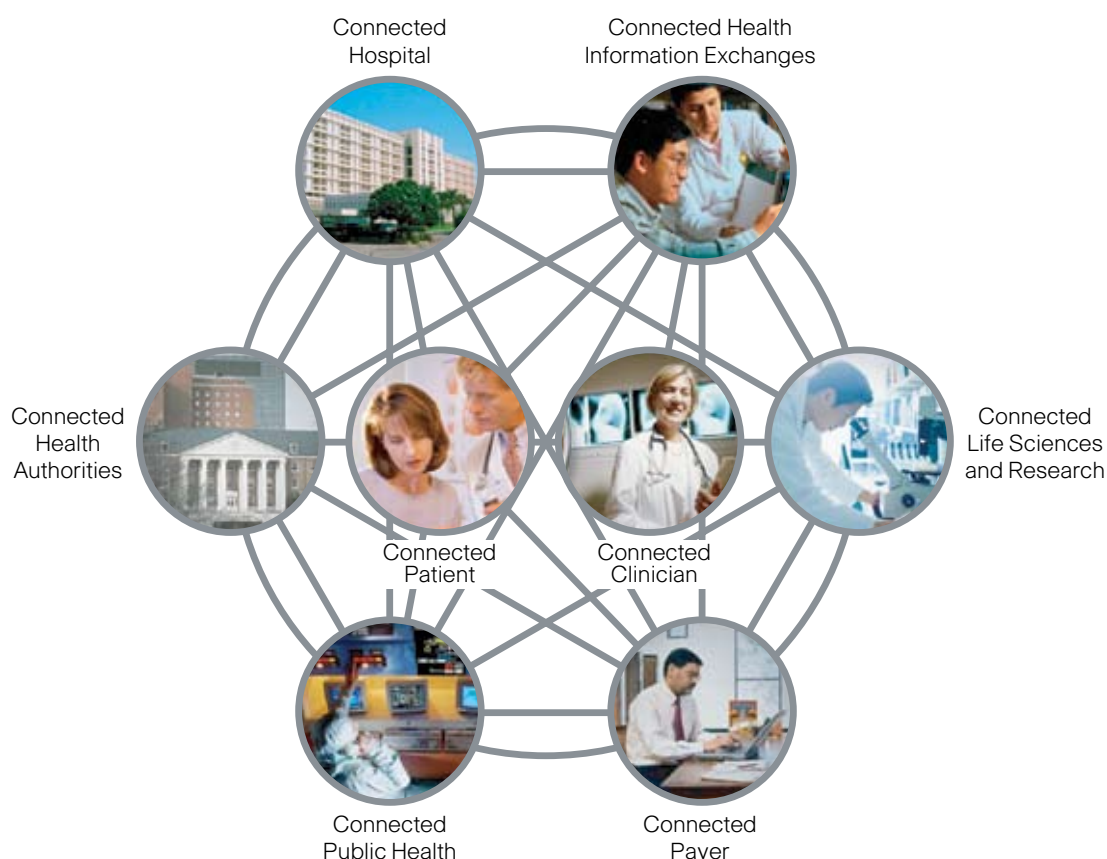 Connected
Hospital
Connected Health
Information Exchanges
Connected
Health
Authorities
Connected
Life Sciences
and Research
Connected
Patient
Connected
Clinician
Connected
Public Health
Connected
Payer